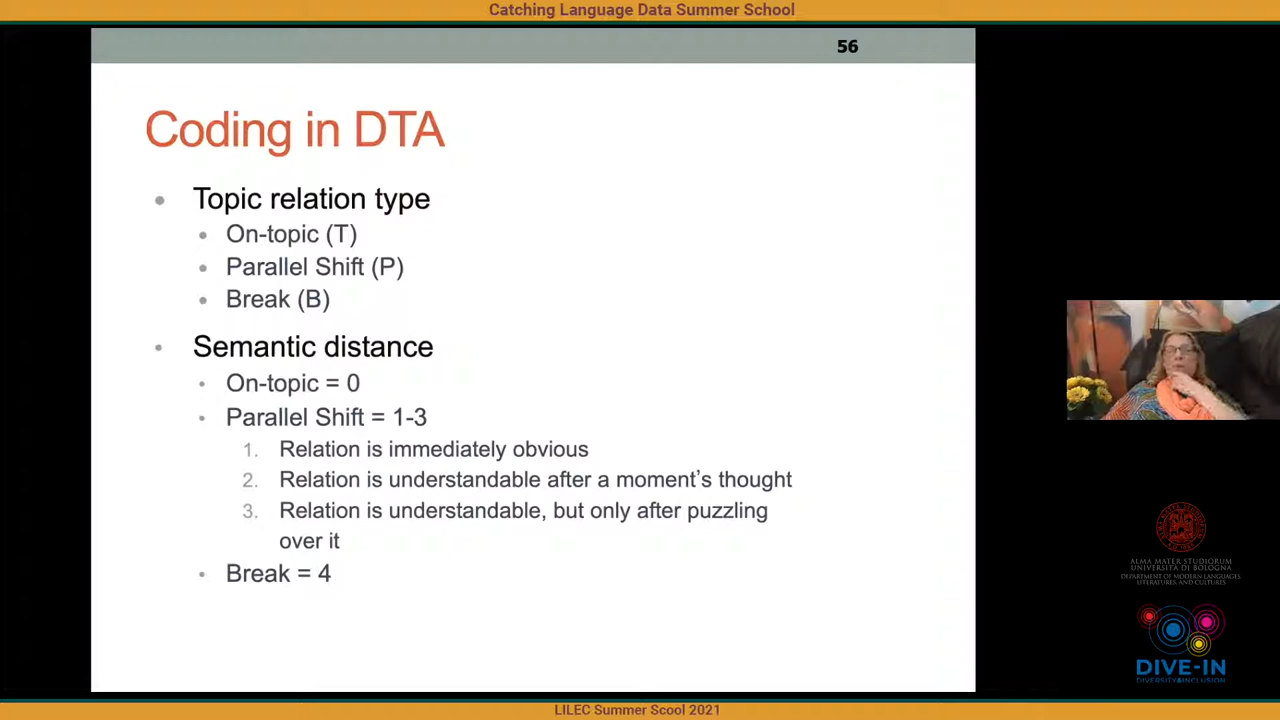 Catching Language Data Summer School
56
Coding in DTA
• Topic relation type
• On-topic (T)
• Parallel Shift (P)
• Break (B)
• Semantic distance
• On-topic = 0
• Parallel Shift = 1-3
1. Relation is immediately obvious
2. Relation is understandable after a moment's thought
3. Relation is understandable, but only after puzzling
over it
• Break = 4
ALMA MATER STUDIORUM
UNIVERSITÀ DI BOLOGNA
DEPARTMENT OF MODERN LANGUAGES,
LITERATURES, AND CULTURES
DIVE-IN
DIVERSITY&INCLUSION
LILEC Summer Scool 2021